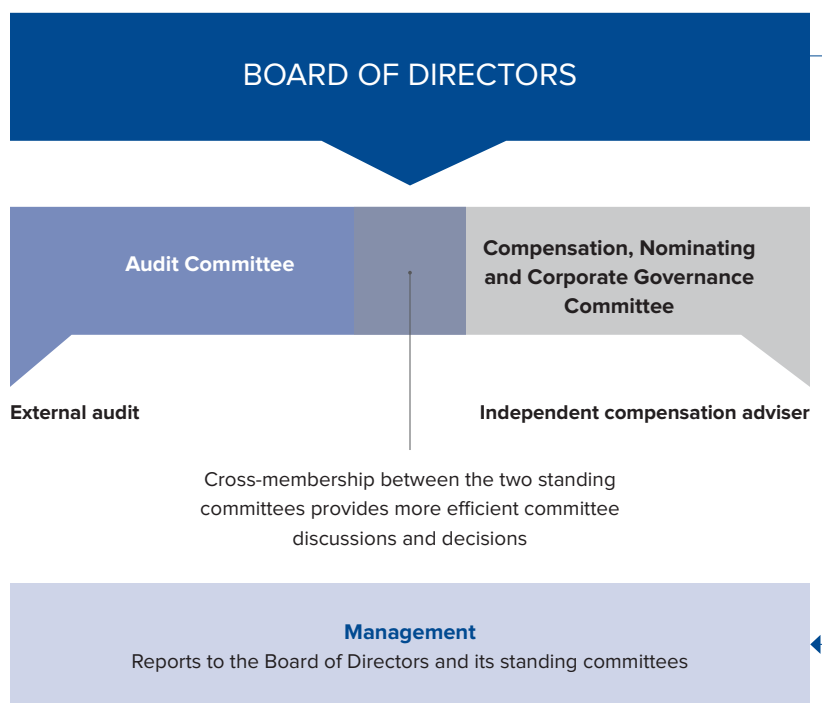 BOARD OF DIRECTORS
Audit Committee
Compensation, Nominating
and Corporate Governance
Committee
External audit
Independent compensation adviser
Cross-membership between the two standing
committees provides more efficient committee
discussions and decisions
Management
Reports to the Board of Directors and its standing committees